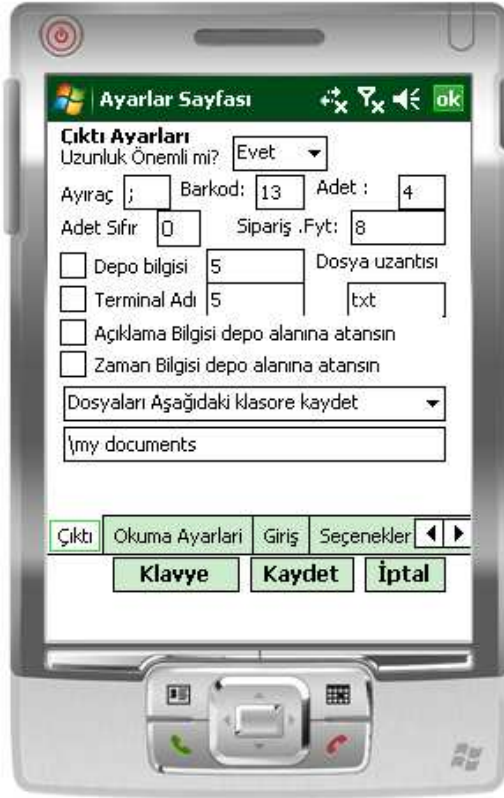 Ayarlar Sayfası ok
Çıktı Ayarları
Uzunluk Önemli mi? Evet
Ayıraç ; Barkod: 13 Adet : 4
Adet Sıfır 0 Sipariş .Fyt: 8
Depo bilgisi 5 Dosya uzantısı
Terminal Adı 5 txt
Açıklama Bilgisi depo alanına atansın
Zaman Bilgisi depo alanına atansın
Dosyaları Aşağıdaki klasore kaydet
\my documents
Çıktı Okuma Ayarlari Giriş Seçenekler
Klavye Kaydet İptal